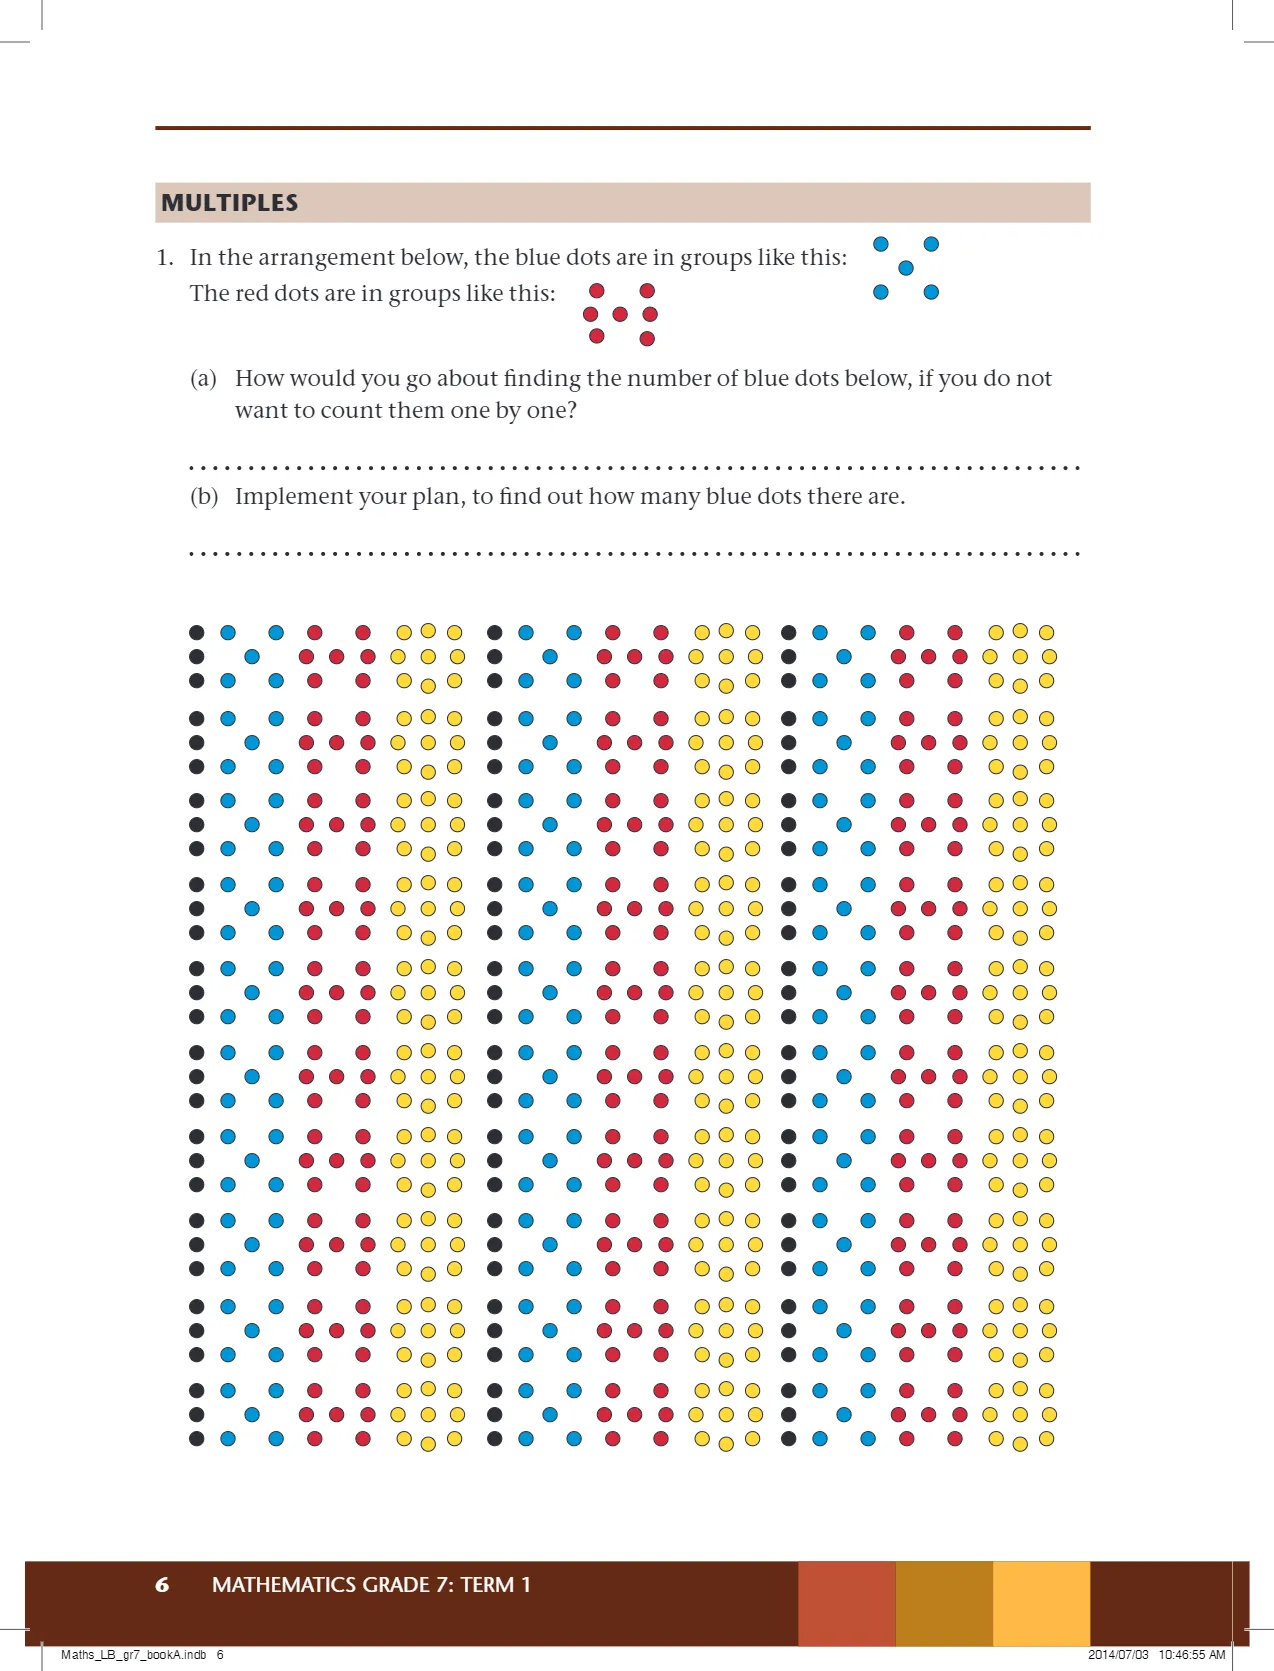 MULTIPLES
1. In the arrangement below, the blue dots are in groups like this:
The red dots are in groups like this:
(a) How would you go about finding the number of blue dots below, if you do not
want to count them one by one?
(b) Implement your plan, to find out how many blue dots there are.
6 MATHEMATICS GRADE 7: TERM 1
Maths_LB_gr7_bookA.indb 6
2014/07/03 10:46:55 AM